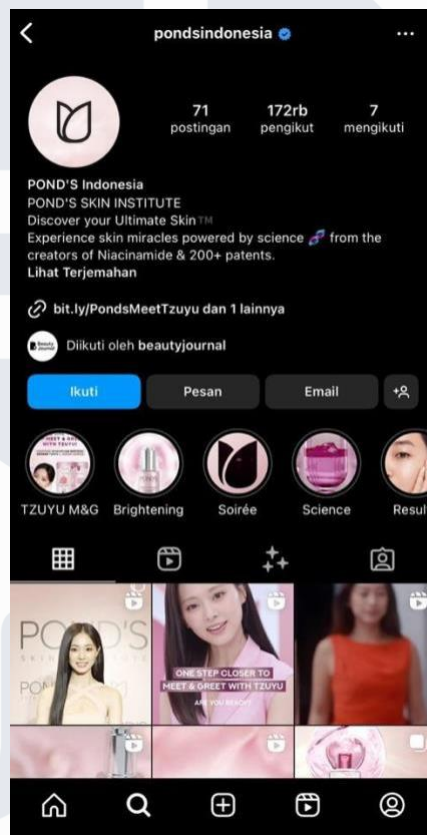 pondsindonesia
71 172rb 7
postingan pengikut mengikuti
POND'S Indonesia
POND'S SKIN INSTITUTE
Discover your Ultimate Skin™
Experience skin miracles powered by science 🧬 from the
creators of Niacinamide & 200+ patents.
Lihat Terjemahan
bit.ly/PondsMeetTzuyu dan 1 lainnya
Diikuti oleh beautyjournal
Ikuti Pesan Email
TZUYU M&G Brightening Soirée Science Resul
POND'S
ONE STEP CLOSER TO
MEET & GREET WITH TZUYU
ARE YOU READY?